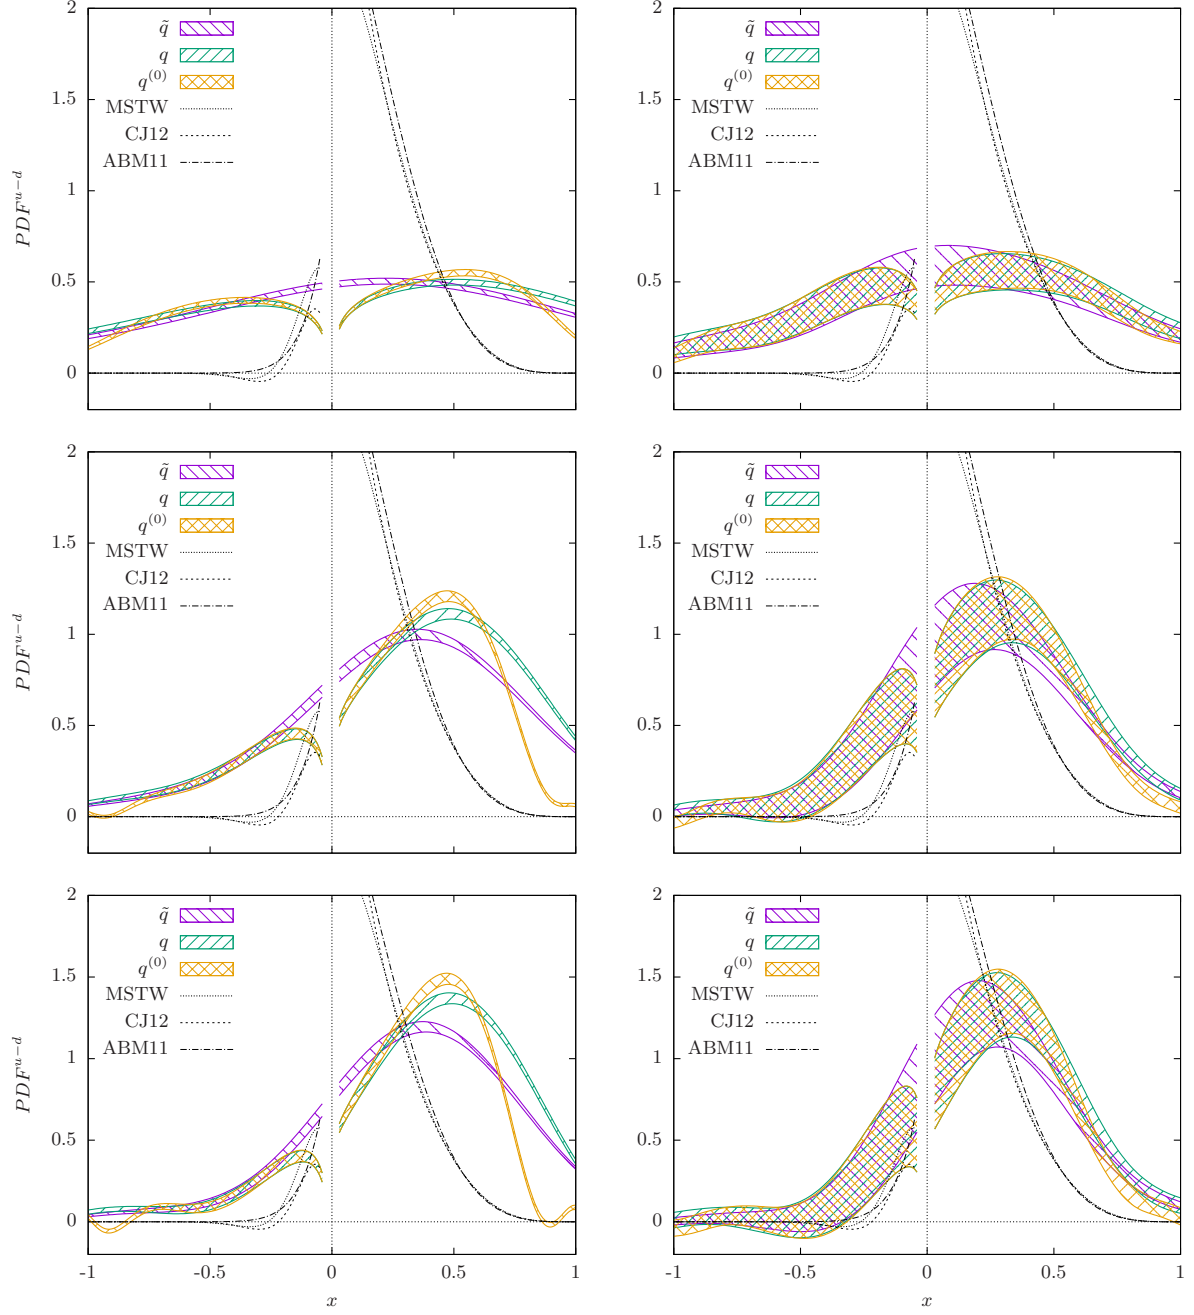 2
q̃
q
q^(0)
MSTW
CJ12
ABM11
1.5
1
0.5
0
PDF^{u−d}
2
q̃
q
q^(0)
MSTW
CJ12
ABM11
1.5
1
0.5
0
2
q̃
q
q^(0)
MSTW
CJ12
ABM11
1.5
1
0.5
0
PDF^{u−d}
2
q̃
q
q^(0)
MSTW
CJ12
ABM11
1.5
1
0.5
0
2
q̃
q
q^(0)
MSTW
CJ12
ABM11
1.5
1
0.5
0
PDF^{u−d}
-1 -0.5 0 0.5 1
x
2
q̃
q
q^(0)
MSTW
CJ12
ABM11
1.5
1
0.5
0
-1 -0.5 0 0.5 1
x